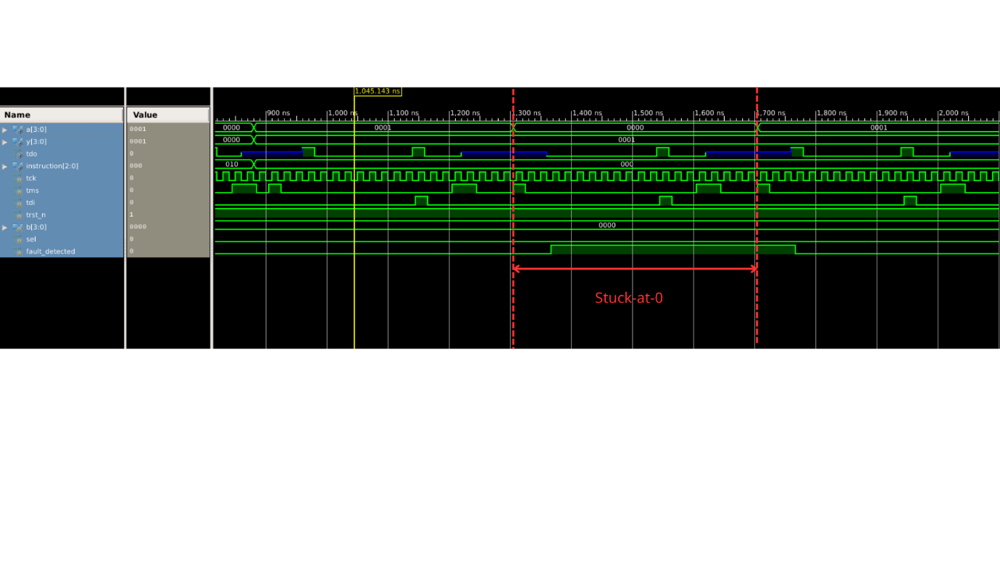 1,045.143 ns
Name Value 900 ns 1,000 ns 1,100 ns 1,200 ns 1,300 ns 1,400 ns 1,500 ns 1,600 ns 1,700 ns 1,800 ns 1,900 ns 2,000 ns
a[3:0] 0001 0000 0001 0000 0001
y[3:0] 0001 0000 0001
tdo 0
instruction[2:0] 000 010 000
tck 0
tms 0
tdi 0
trst_n 1
b[3:0] 0000 0000
sel 0
fault_detected 0
Stuck-at-0